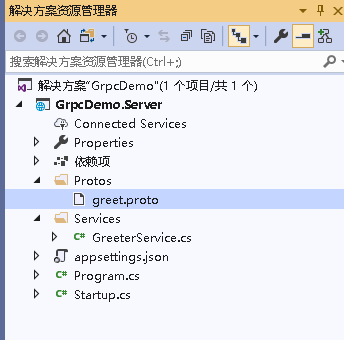 解决方案资源管理器
搜索解决方案资源管理器(Ctrl+;)
解决方案"GrpcDemo"(1 个项目/共 1 个)
GrpcDemo.Server
Connected Services
Properties
依赖项
Protos
greet.proto
Services
C# GreeterService.cs
appsettings.json
C# Program.cs
C# Startup.cs